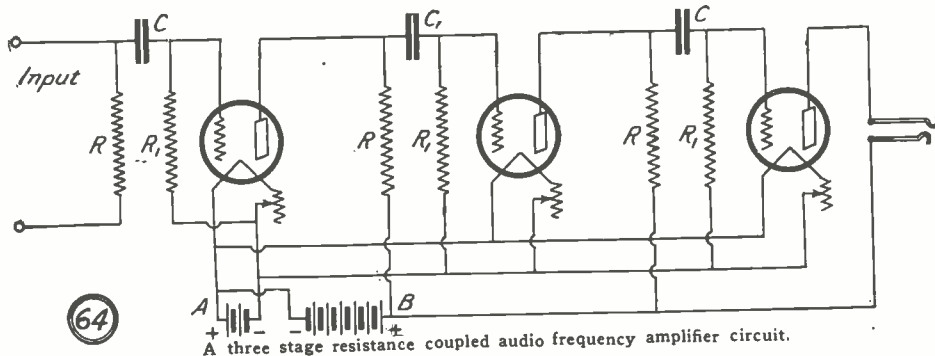 C C₁ C
Input
R R₁ R R₁ R R₁
A B
64 + - - +
A three stage resistance coupled audio frequency amplifier circuit.